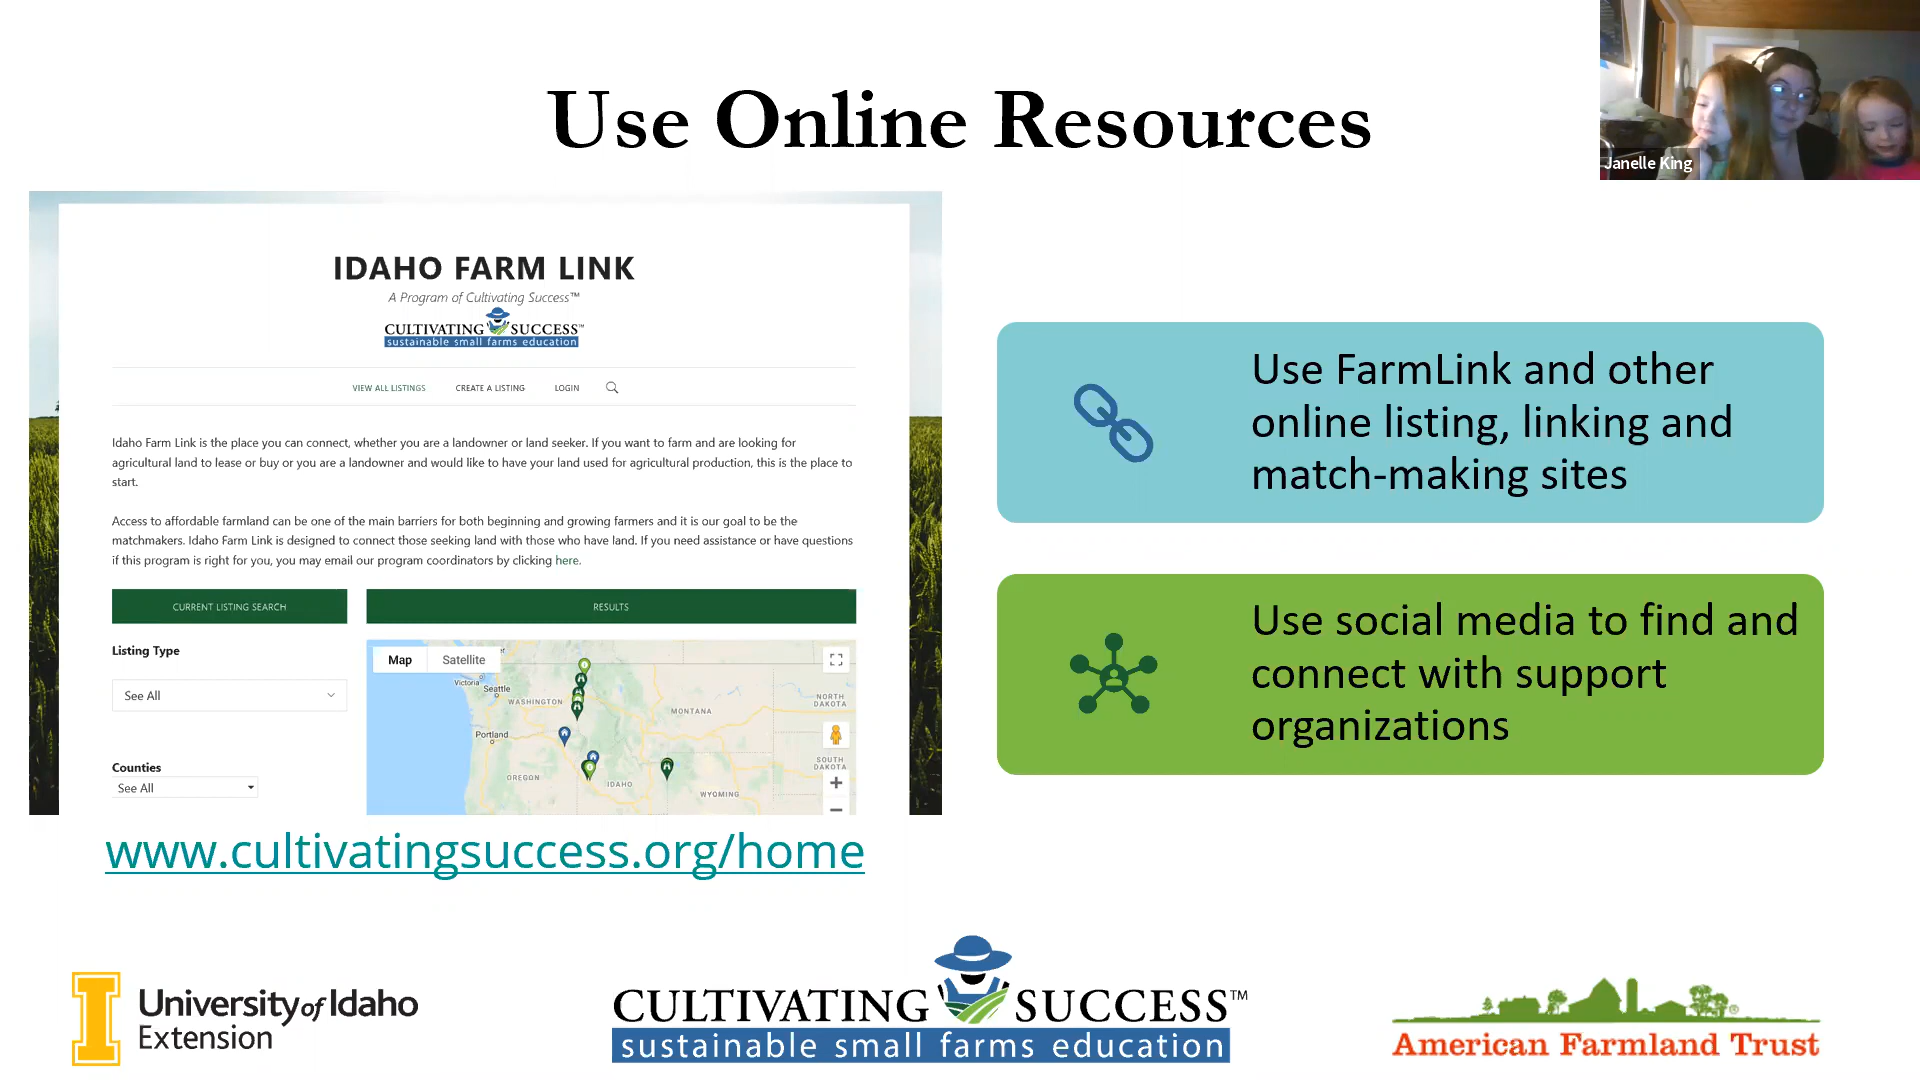 Use Online Resources
Janelle King
IDAHO FARM LINK
A Program of Cultivating Success™
CULTIVATING SUCCESS™
sustainable small farms education
VIEW ALL LISTINGS CREATE A LISTING LOGIN
Idaho Farm Link is the place you can connect, whether you are a landowner or land seeker. If you want to farm and are looking for
agricultural land to lease or buy or you are a landowner and would like to have your land used for agricultural production, this is the place to
start.
Access to affordable farmland can be one of the main barriers for both beginning and growing farmers and it is our goal to be the
matchmakers. Idaho Farm Link is designed to connect those seeking land with those who have land. If you need assistance or have questions
if this program is right for you, you may email our program coordinators by clicking here.
CURRENT LISTING SEARCH
RESULTS
Listing Type
See All
Counties
See All
Map Satellite
Victoria
Seattle
WASHINGTON
MONTANA
NORTH
DAKOTA
Portland
OREGON
IDAHO
WYOMING
SOUTH
DAKOTA
www.cultivatingsuccess.org/home
Use FarmLink and other
online listing, linking and
match-making sites
Use social media to find and
connect with support
organizations
University of Idaho
Extension
CULTIVATING SUCCESS™
sustainable small farms education
American Farmland Trust